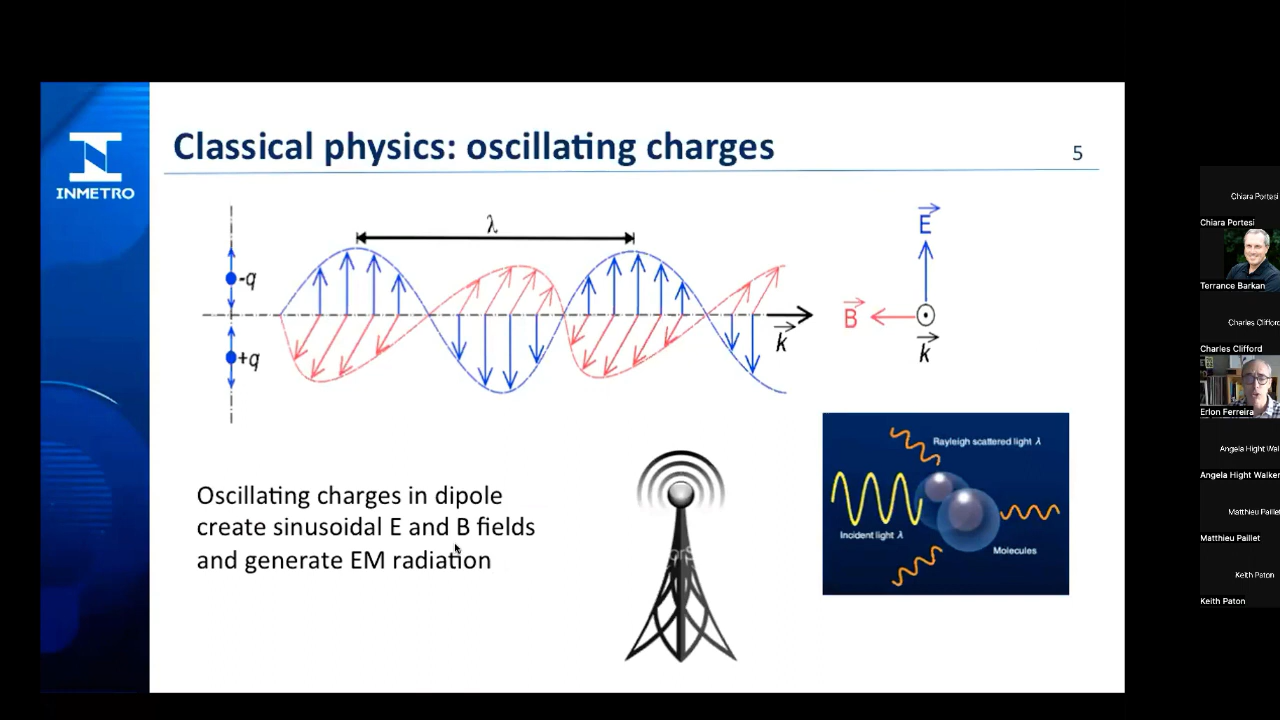 Classical physics: oscillating charges
5
INMETRO
λ
-q
+q
k
E
B
k
Oscillating charges in dipole
create sinusoidal E and B fields
and generate EM radiation
Rayleigh scattered light λ
Incident light λ
Molecules
Chiara Portesi
Chiara Portesi
Terrance Barkan
Charles Clifford
Charles Clifford
Erlon Ferreira
Angela Hight Wal
Angela Hight Walker
Matthieu Paillet
Matthieu Paillet
Keith Paton
Keith Paton